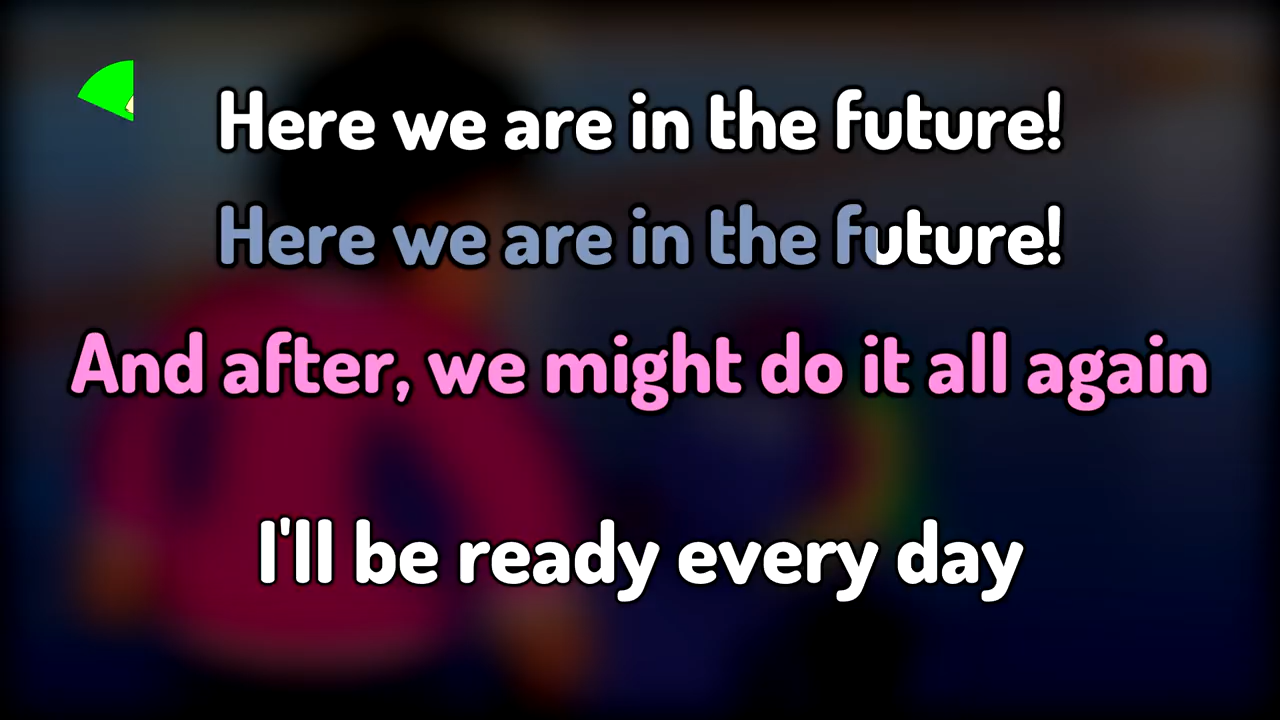 Here we are in the future!
Here we are in the future!
And after, we might do it all again
I'll be ready every day